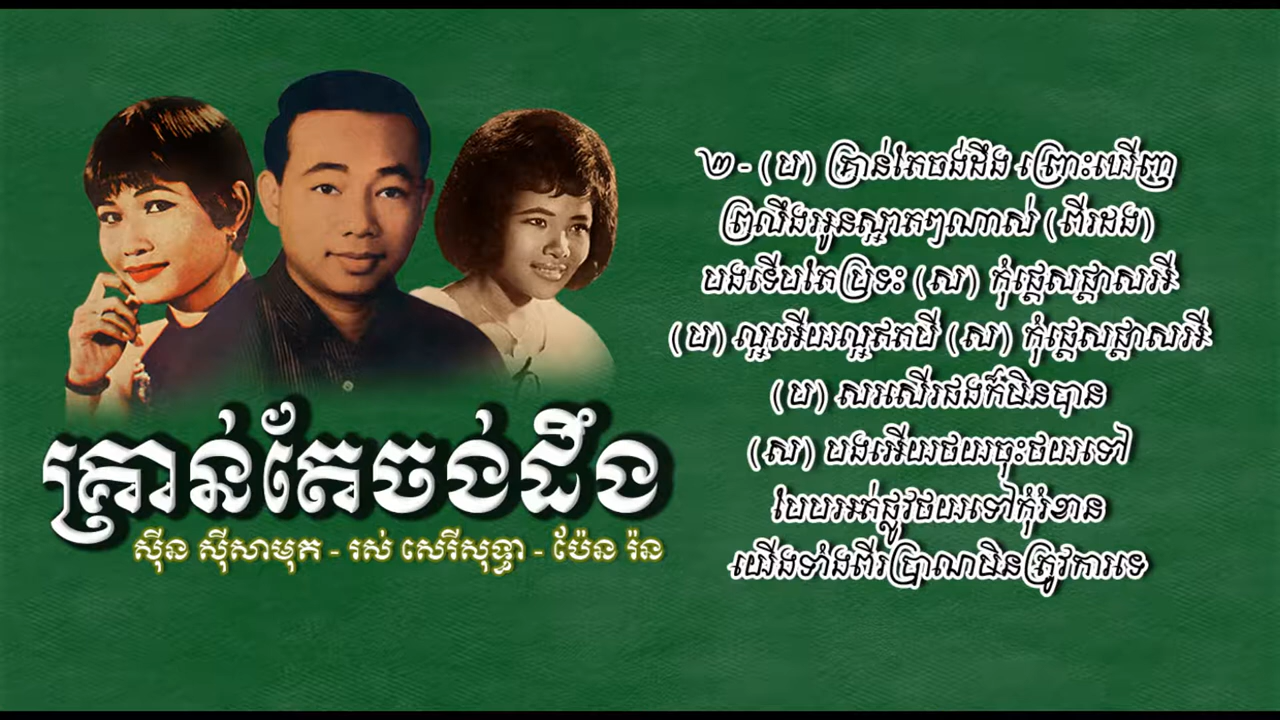 គ្រាន់តែចង់ដឹង
ស៊ីន ស៊ីសាមុត - រស់ សេរីសុទ្ធា - ប៉ែន រ៉ន
២ - (ប) គ្រាន់តែចង់ដឹង ព្រោះឃើញ
ព្រលឹងអូនស្អាតៗណាស់ (ពីរដង)
បងទើបតែប្រទះ (ស) កុំផ្ដេសផ្ដាសអី
(ប) ល្អអើយល្អឥតបី (ស) កុំផ្ដេសផ្ដាសអី
(ប) សរសើរផងក៏មិនបាន
(ស) បងអើយថយចុះថយទៅ
បែបរអត់ផ្លូវថយទៅកុំរំខាន
យើងទាំងពីរប្រាណមិនត្រូវការទេ